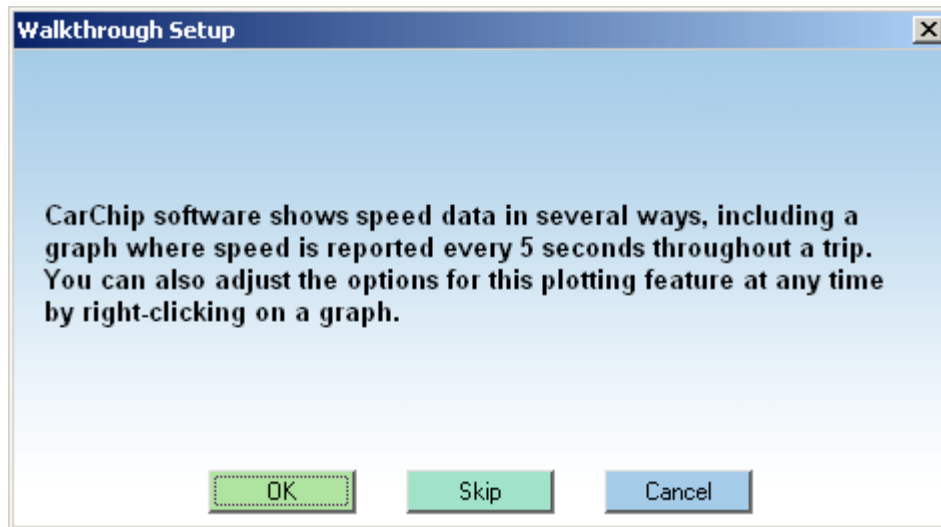 Walkthrough Setup
CarChip software shows speed data in several ways, including a
graph where speed is reported every 5 seconds throughout a trip.
You can also adjust the options for this plotting feature at any time
by right-clicking on a graph.
OK Skip Cancel